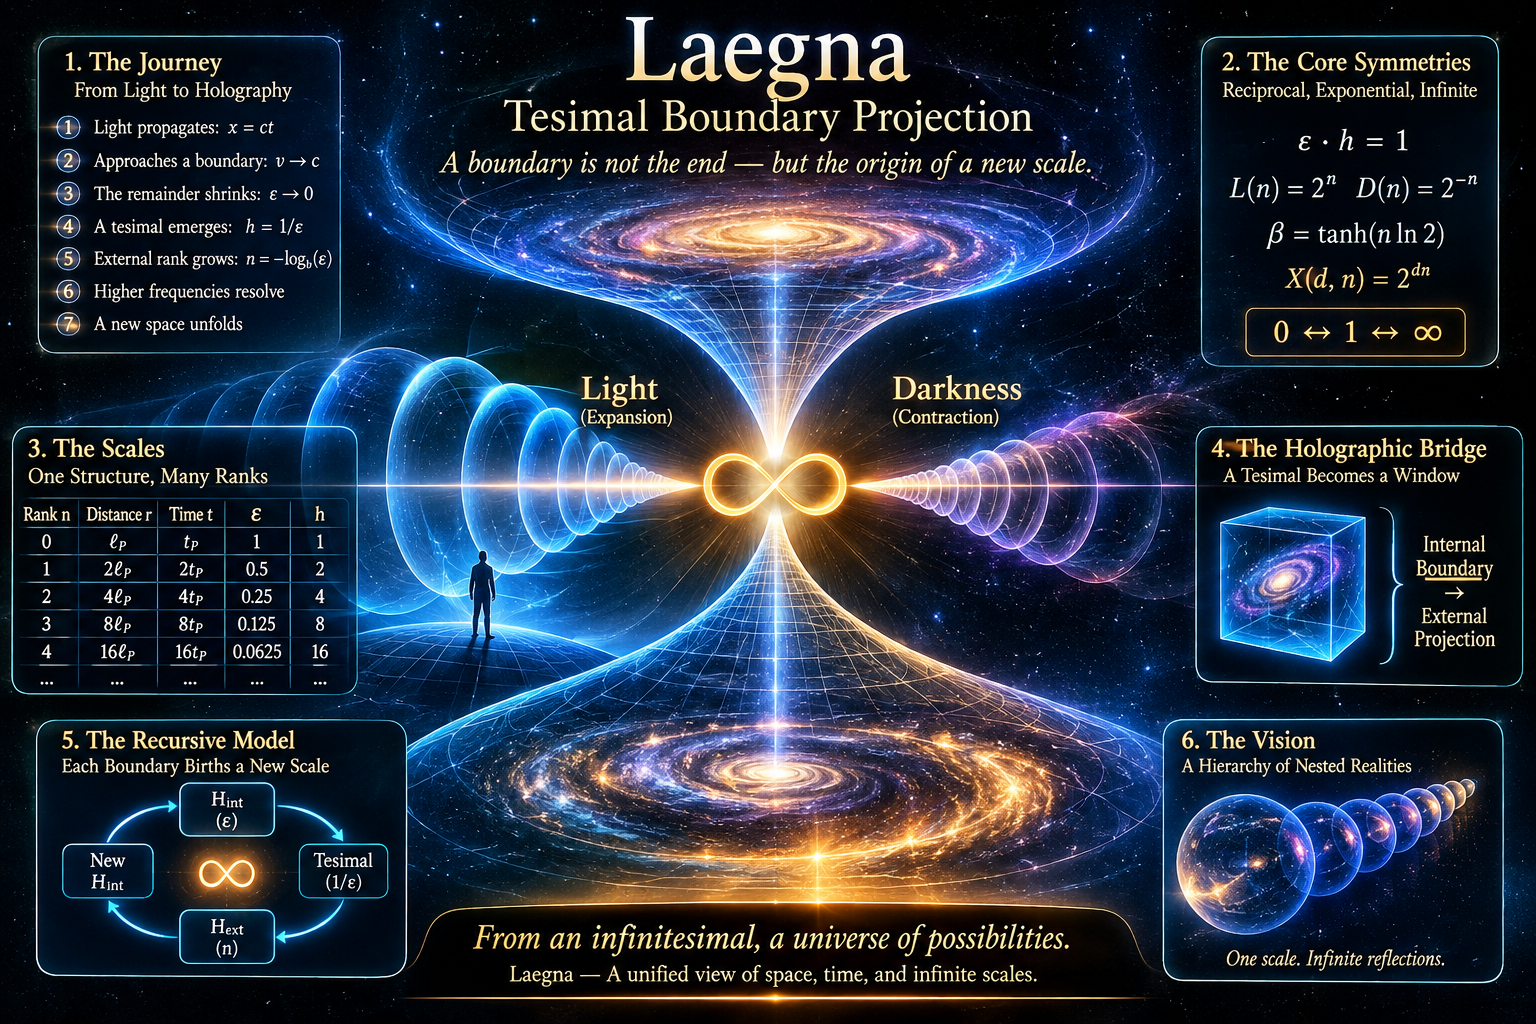 Laegna
Tesimal Boundary Projection
A boundary is not the end — but the origin of a new scale.
1. The Journey
From Light to Holography
1 Light propagates: x = ct
2 Approaches a boundary: v → c
3 The remainder shrinks: ε → 0
4 A tesimal emerges: h = 1/ε
5 External rank grows: n = −log_b(ε)
6 Higher frequencies resolve
7 A new space unfolds
2. The Core Symmetries
Reciprocal, Exponential, Infinite
ε · h = 1
L(n) = 2ⁿ D(n) = 2⁻ⁿ
β = tanh(n ln 2)
X(d, n) = 2ᵈⁿ
0 ↔ 1 ↔ ∞
Light
(Expansion)
Darkness
(Contraction)
∞
3. The Scales
One Structure, Many Ranks
Rank n Distance r Time t ε h
0 ℓₚ tₚ 1 1
1 2ℓₚ 2tₚ 0.5 2
2 4ℓₚ 4tₚ 0.25 4
3 8ℓₚ 8tₚ 0.125 8
4 16ℓₚ 16tₚ 0.0625 16
... ... ... ... ...
4. The Holographic Bridge
A Tesimal Becomes a Window
Internal
Boundary
→
External
Projection
5. The Recursive Model
Each Boundary Births a New Scale
H_int
(ε)
New
H_int
∞
Tesimal
(1/ε)
H_ext
(n)
6. The Vision
A Hierarchy of Nested Realities
One scale. Infinite reflections.
From an infinitesimal, a universe of possibilities.
Laegna — A unified view of space, time, and infinite scales.